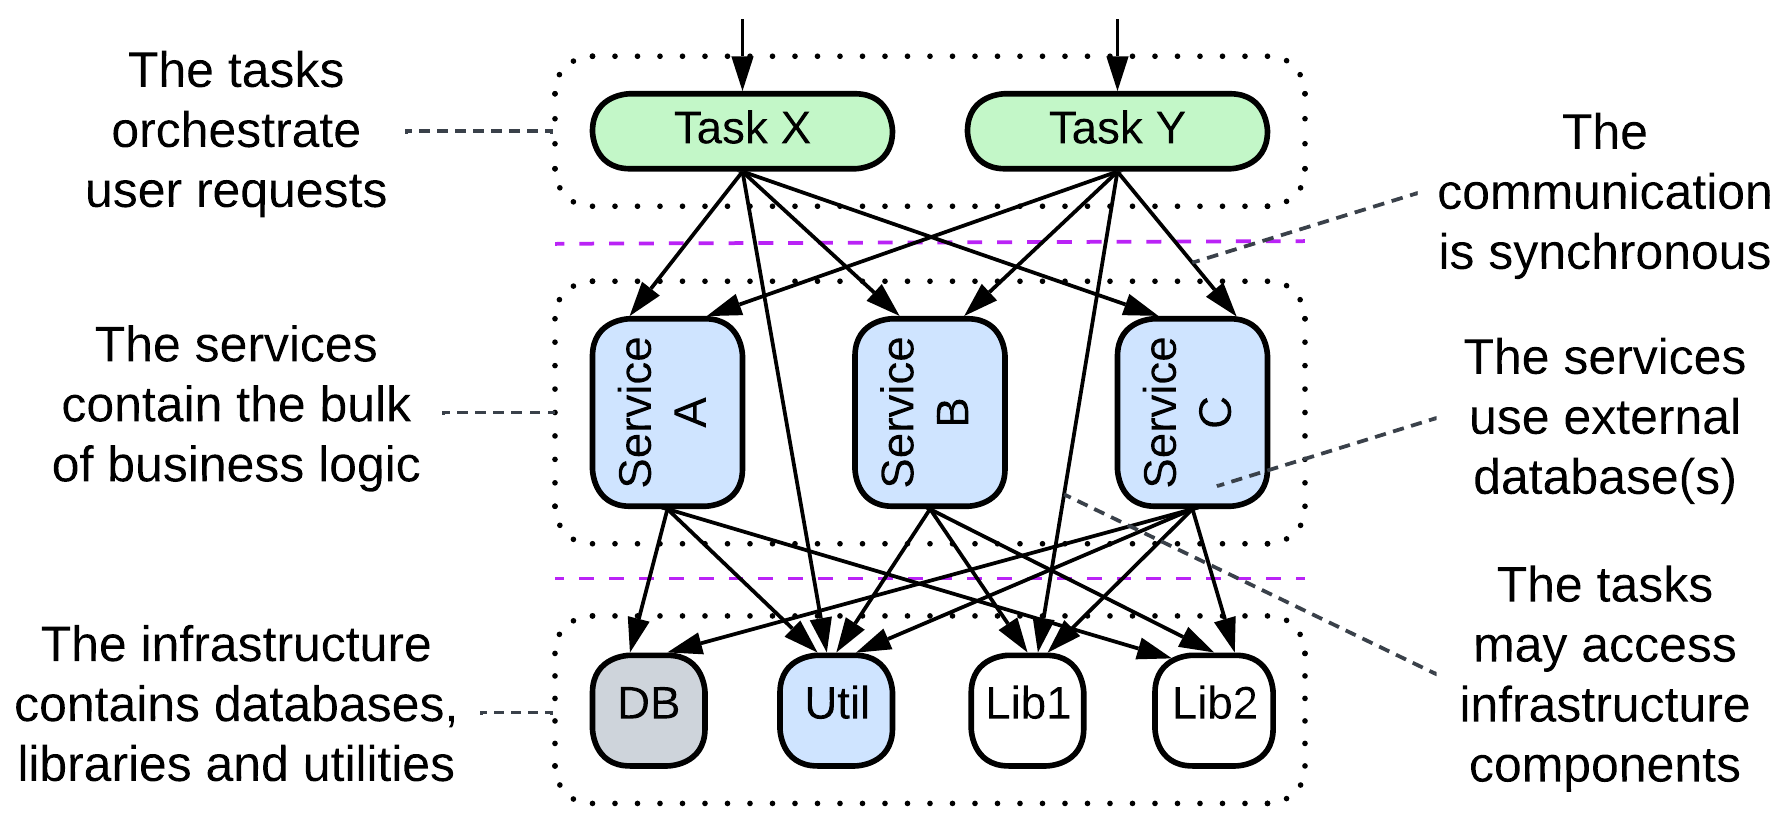 The tasks
orchestrate
user requests
Task X
Task Y
The
communication
is synchronous
The services
contain the bulk
of business logic
Service
A
Service
B
Service
C
The services
use external
database(s)
The tasks
may access
infrastructure
components
The infrastructure
contains databases,
libraries and utilities
DB
Util
Lib1
Lib2